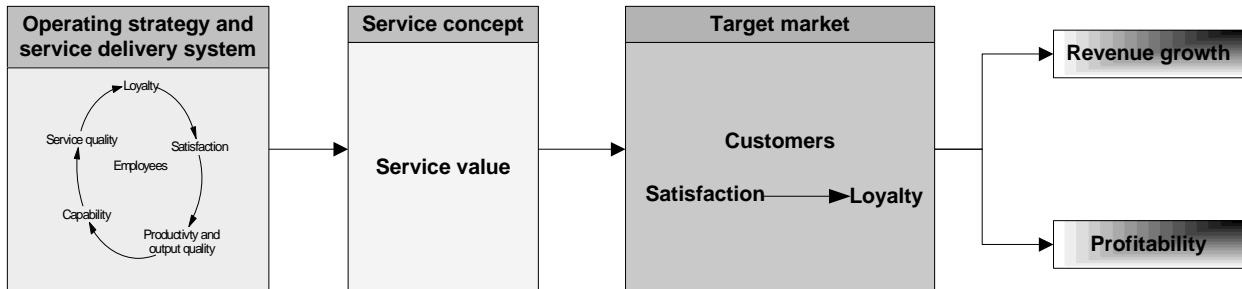 Operating strategy and
service delivery system
Loyalty
Service quality
Satisfaction
Employees
Capability
Productivty and
output quality
Service concept
Service value
Target market
Customers
Satisfaction
Loyalty
Revenue growth
Profitability